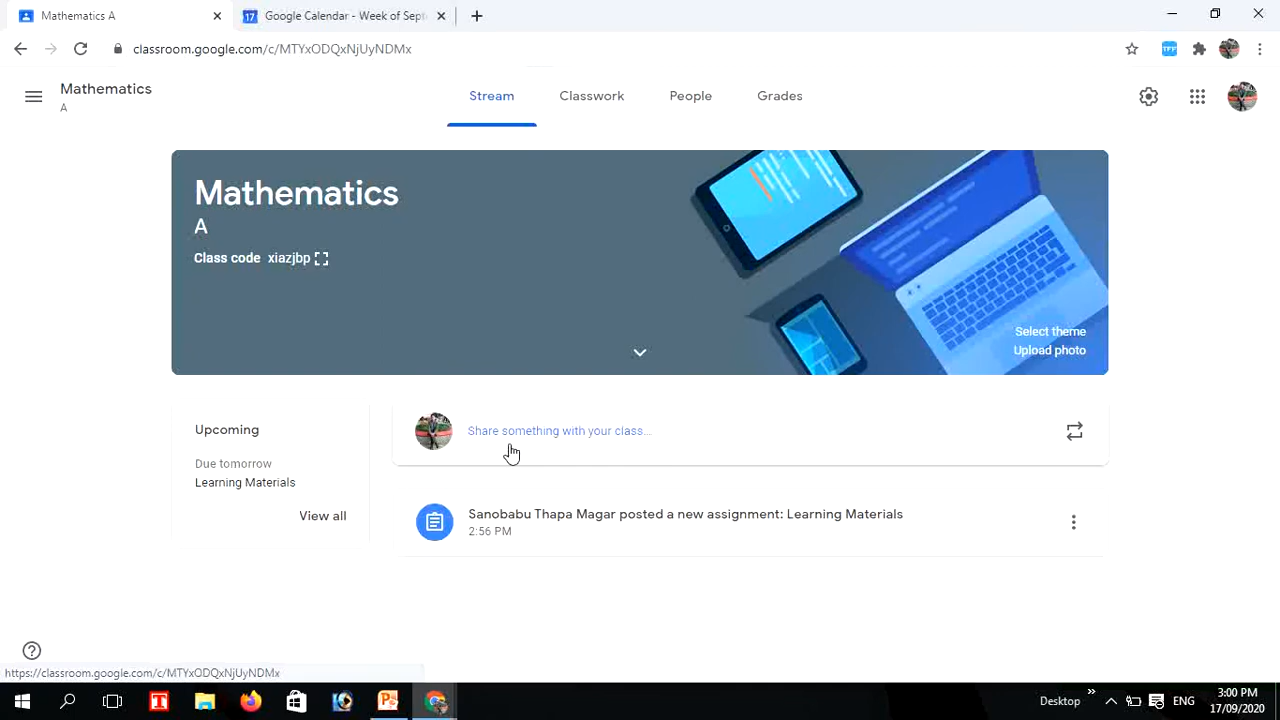 Mathematics A
Google Calendar - Week of Sept
classroom.google.com/c/MTYxODQxNjUyNDMx
Mathematics
A
Stream
Classwork
People
Grades
Mathematics
A
Class code xiazjbp
Select theme
Upload photo
Upcoming
Due tomorrow
Learning Materials
View all
Share something with your class...
Sanobabu Thapa Magar posted a new assignment: Learning Materials
2:56 PM
https://classroom.google.com/c/MTYxODQxNjUyNDMx
Desktop
ENG
3:00 PM
17/09/2020